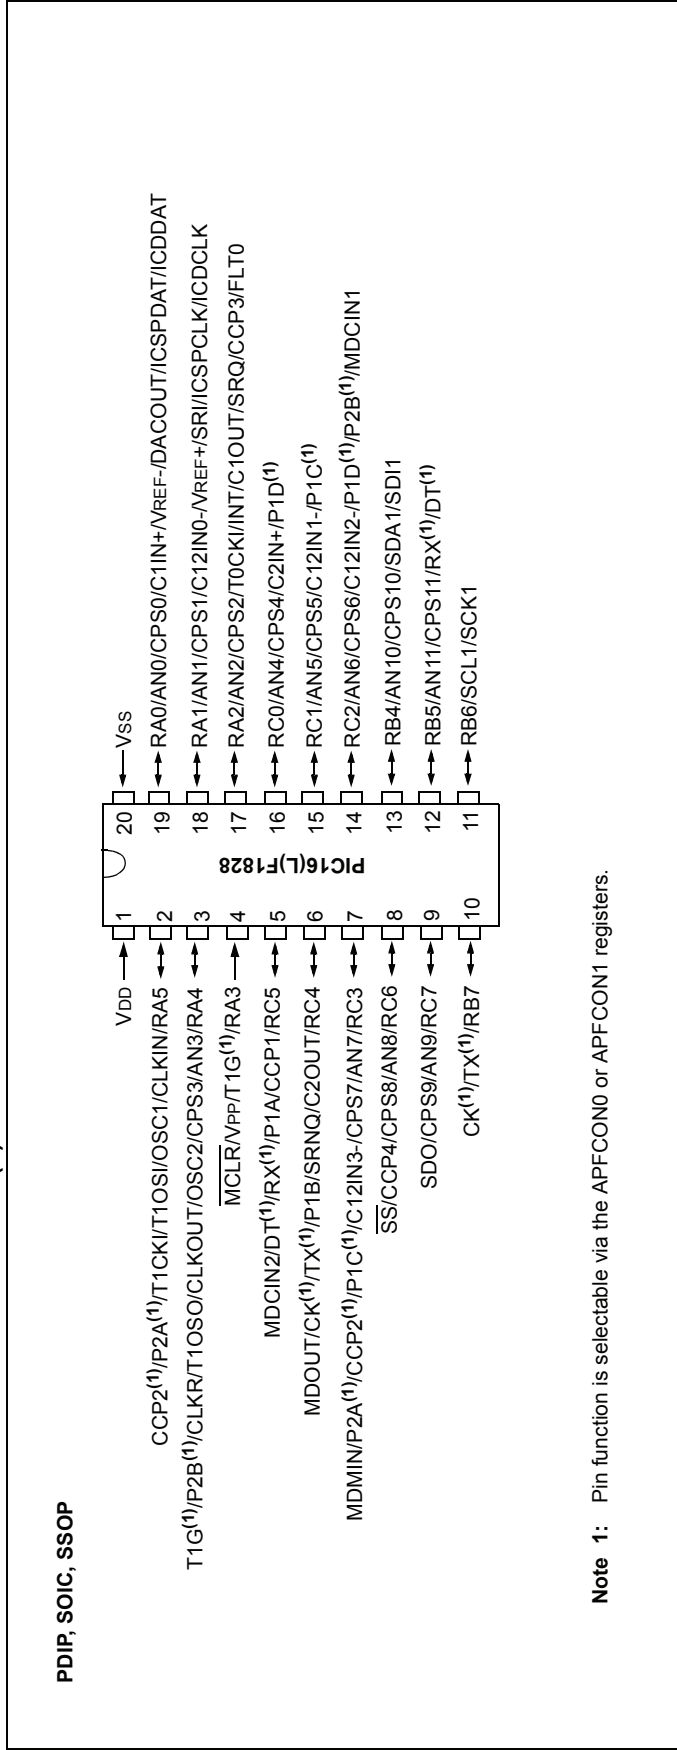 PDIP, SOIC, SSOP
VDD
1
20
VSS
CCP2(1)/P2A(1)/T1CKI/T1OSI/OSC1/CLKIN/RA5
2
19
RA0/AN0/CPS0/C1IN+/VREF-/DACOUT/ICSPDAT/ICDDAT
T1G(1)/P2B(1)/CLKR/T1OSO/CLKOUT/OSC2/CPS3/AN3/RA4
3
18
RA1/AN1/CPS1/C12IN0-/VREF+/SRI/ICSPCLK/ICDCLK
MCLR/VPP/T1G(1)/RA3
4
17
RA2/AN2/CPS2/T0CKI/INT/C1OUT/SRQ/CCP3/FLT0
MDCIN2/DT(1)/RX(1)/P1A/CCP1/RC5
5
16
RC0/AN4/CPS4/C2IN+/P1D(1)
MDOUT/CK(1)/TX(1)/P1B/SRNQ/C2OUT/RC4
6
15
RC1/AN5/CPS5/C12IN1-/P1C(1)
MDMIN/P2A(1)/CCP2(1)/P1C(1)/C12IN3-/CPS7/AN7/RC3
7
14
RC2/AN6/CPS6/C12IN2-/P1D(1)/P2B(1)/MDCIN1
SS/CCP4/CPS8/AN8/RC6
8
13
RB4/AN10/CPS10/SDA1/SDI1
SDO/CPS9/AN9/RC7
9
12
RB5/AN11/CPS11/RX(1)/DT(1)
CK(1)/TX(1)/RB7
10
11
RB6/SCL1/SCK1
PIC16(L)F1828
Note 1: Pin function is selectable via the APFCON0 or APFCON1 registers.